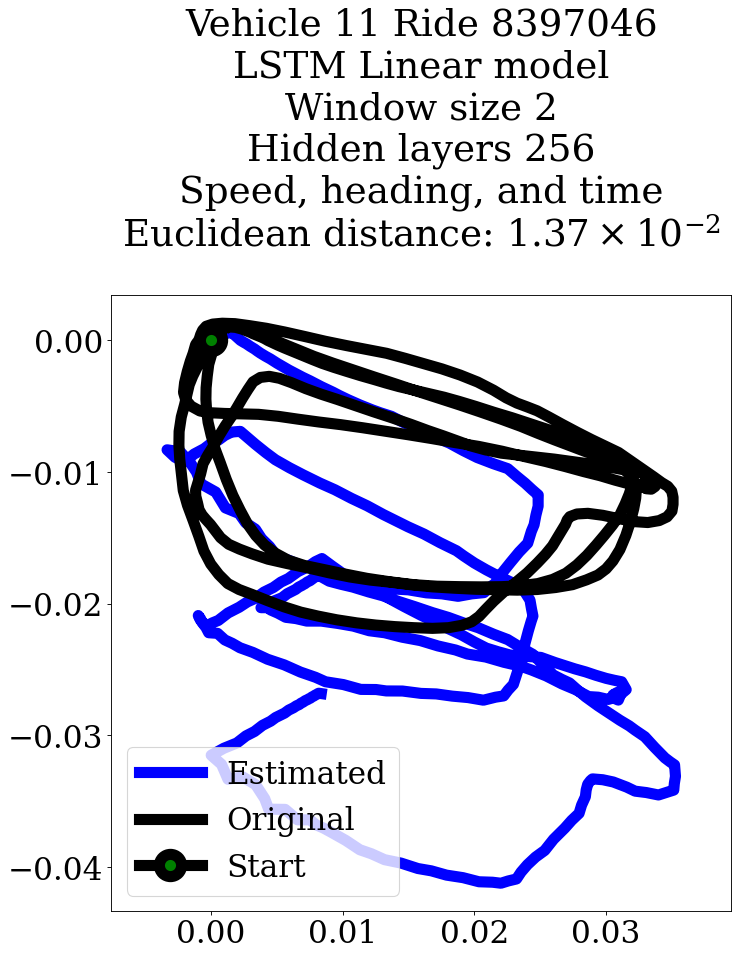 Vehicle 11 Ride 8397046
LSTM Linear model
Window size 2
Hidden layers 256
Speed, heading, and time
Euclidean distance: 1.37 × 10⁻²
0.00
−0.01
−0.02
−0.03
−0.04
Estimated
Original
Start
0.00 0.01 0.02 0.03